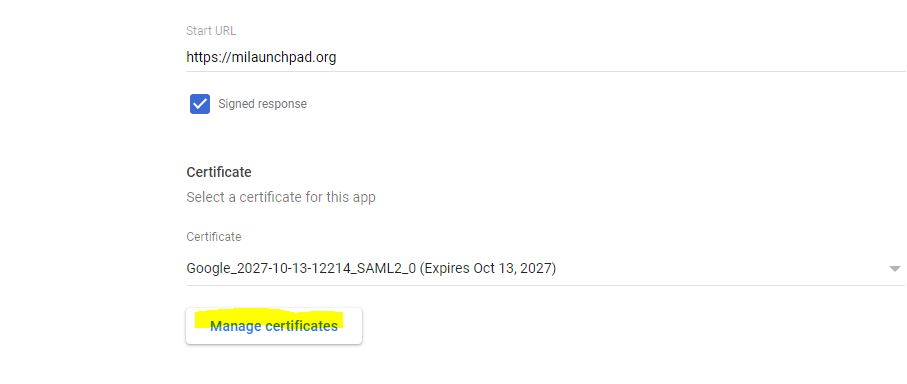 Start URL
https://milaunchpad.org
Signed response
Certificate
Select a certificate for this app
Certificate
Google_2027-10-13-12214_SAML2_0 (Expires Oct 13, 2027)
Manage certificates